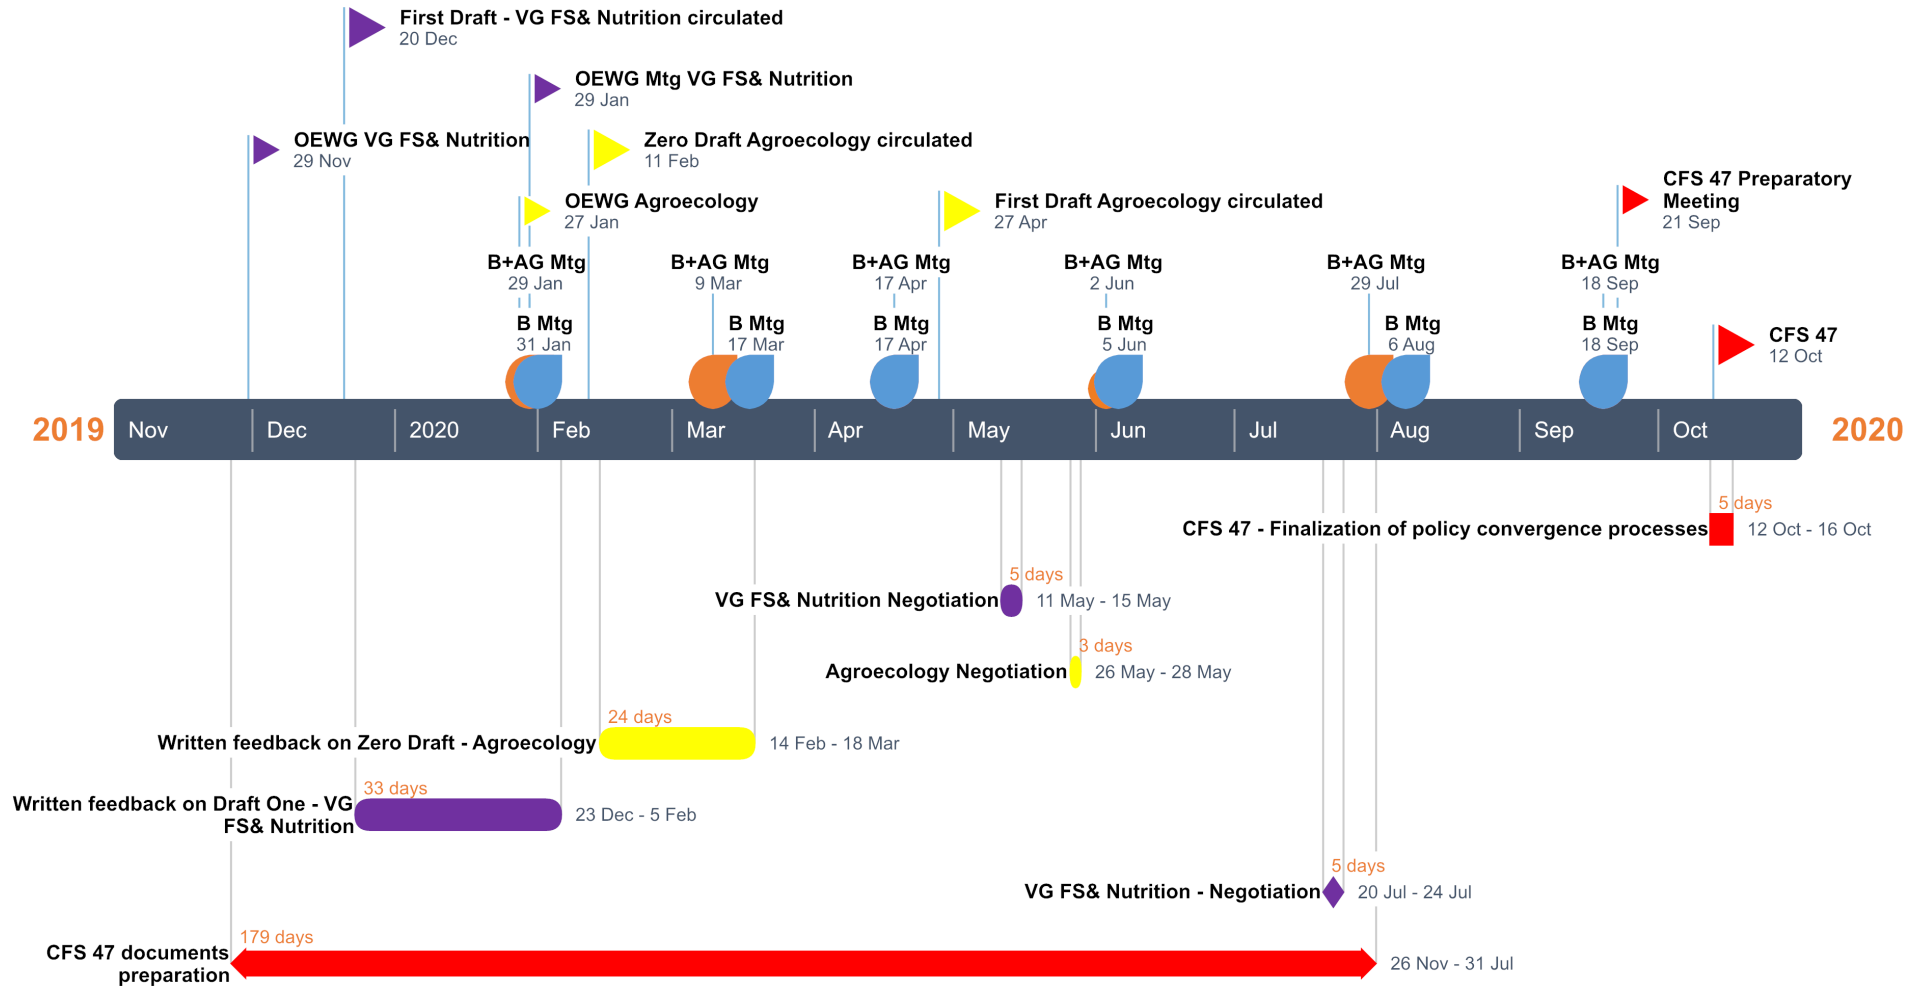 First Draft - VG FS& Nutrition circulated
20 Dec
OEWG Mtg VG FS& Nutrition
29 Jan
OEWG VG FS& Nutrition
29 Nov
Zero Draft Agroecology circulated
11 Feb
OEWG Agroecology
27 Jan
First Draft Agroecology circulated
27 Apr
CFS 47 Preparatory
Meeting
21 Sep
B+AG Mtg
29 Jan
B+AG Mtg
9 Mar
B+AG Mtg
17 Apr
B+AG Mtg
2 Jun
B+AG Mtg
29 Jul
B+AG Mtg
18 Sep
B Mtg
31 Jan
B Mtg
17 Mar
B Mtg
17 Apr
B Mtg
5 Jun
B Mtg
6 Aug
B Mtg
18 Sep
CFS 47
12 Oct
2019
Nov
Dec
2020
Feb
Mar
Apr
May
Jun
Jul
Aug
Sep
Oct
2020
5 days
CFS 47 - Finalization of policy convergence processes
12 Oct - 16 Oct
5 days
VG FS& Nutrition Negotiation
11 May - 15 May
3 days
Agroecology Negotiation
26 May - 28 May
24 days
Written feedback on Zero Draft - Agroecology
14 Feb - 18 Mar
33 days
Written feedback on Draft One - VG
FS& Nutrition
23 Dec - 5 Feb
5 days
VG FS& Nutrition - Negotiation
20 Jul - 24 Jul
179 days
CFS 47 documents
preparation
26 Nov - 31 Jul